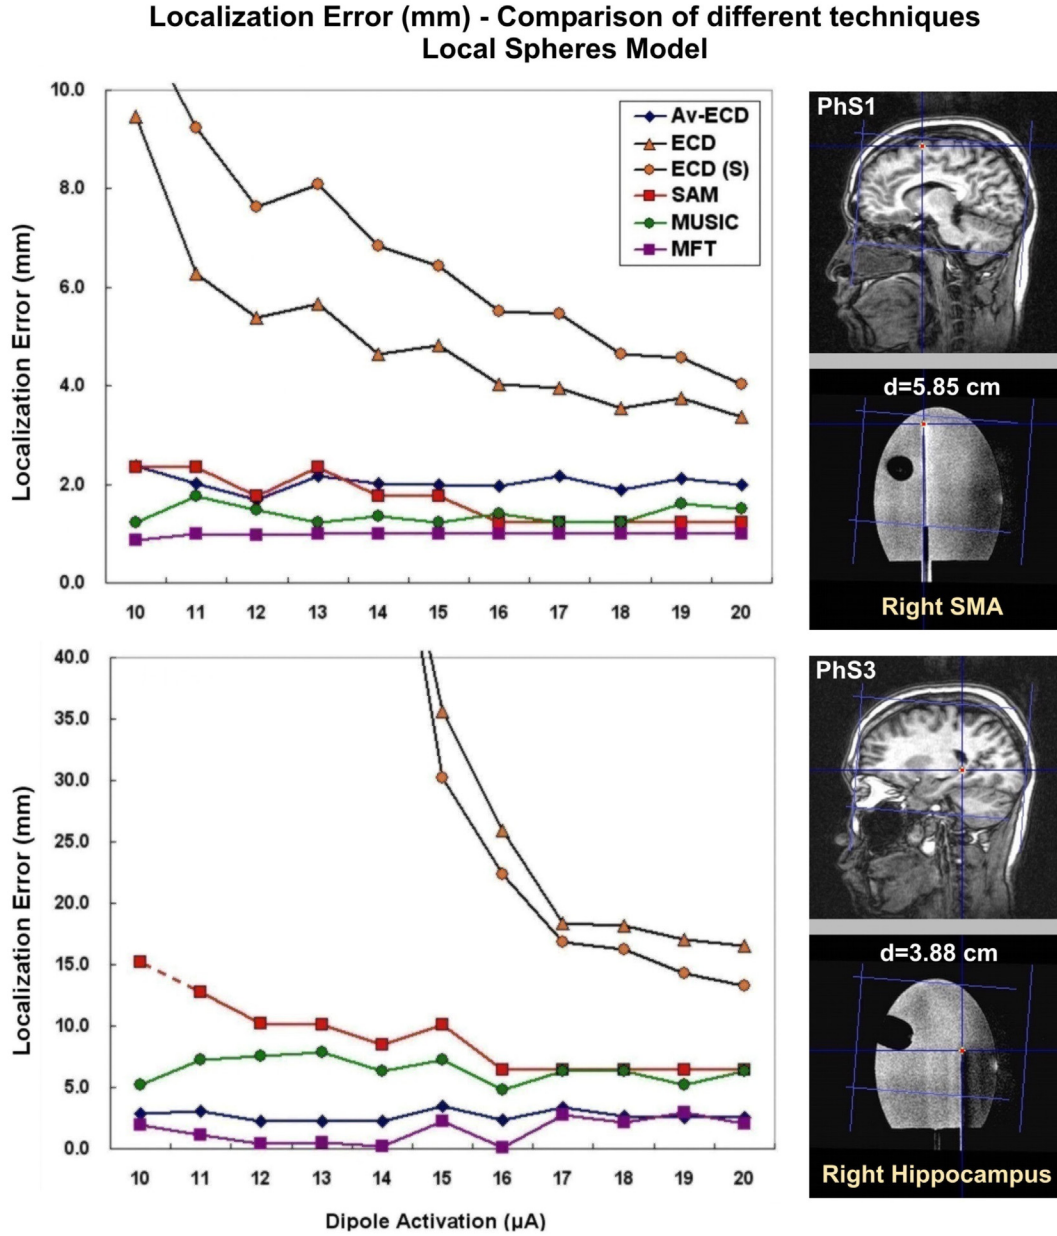 Localization Error (mm) - Comparison of different techniques
Local Spheres Model
Localization Error (mm)
10.0
8.0
6.0
4.0
2.0
0.0
Av-ECD
ECD
ECD (S)
SAM
MUSIC
MFT
10 11 12 13 14 15 16 17 18 19 20
PhS1
d=5.85 cm
Right SMA
Localization Error (mm)
40.0
35.0
30.0
25.0
20.0
15.0
10.0
5.0
0.0
10 11 12 13 14 15 16 17 18 19 20
Dipole Activation (μA)
PhS3
d=3.88 cm
Right Hippocampus